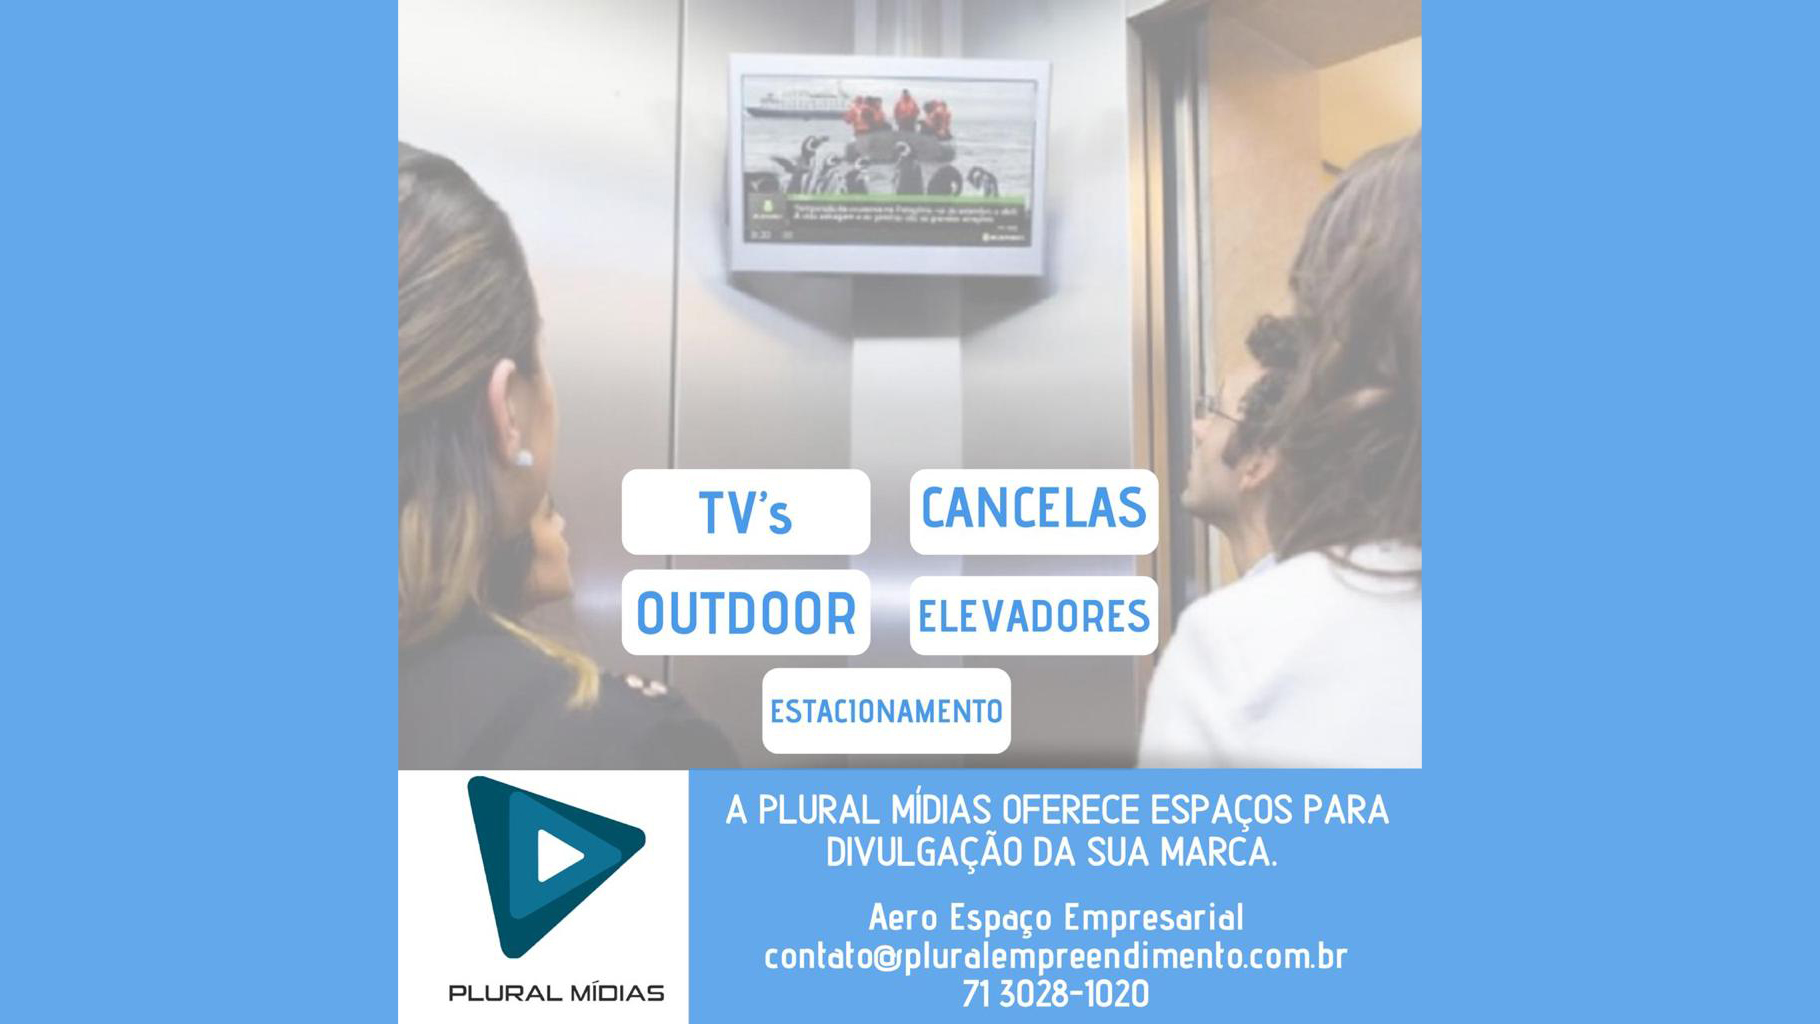 TV's
CANCELAS
OUTDOOR
ELEVADORES
ESTACIONAMENTO
PLURAL MÍDIAS
A PLURAL MÍDIAS OFERECE ESPAÇOS PARA
DIVULGAÇÃO DA SUA MARCA.
Aero Espaço Empresarial
contato@pluralempreendimento.com.br
71 3028-1020